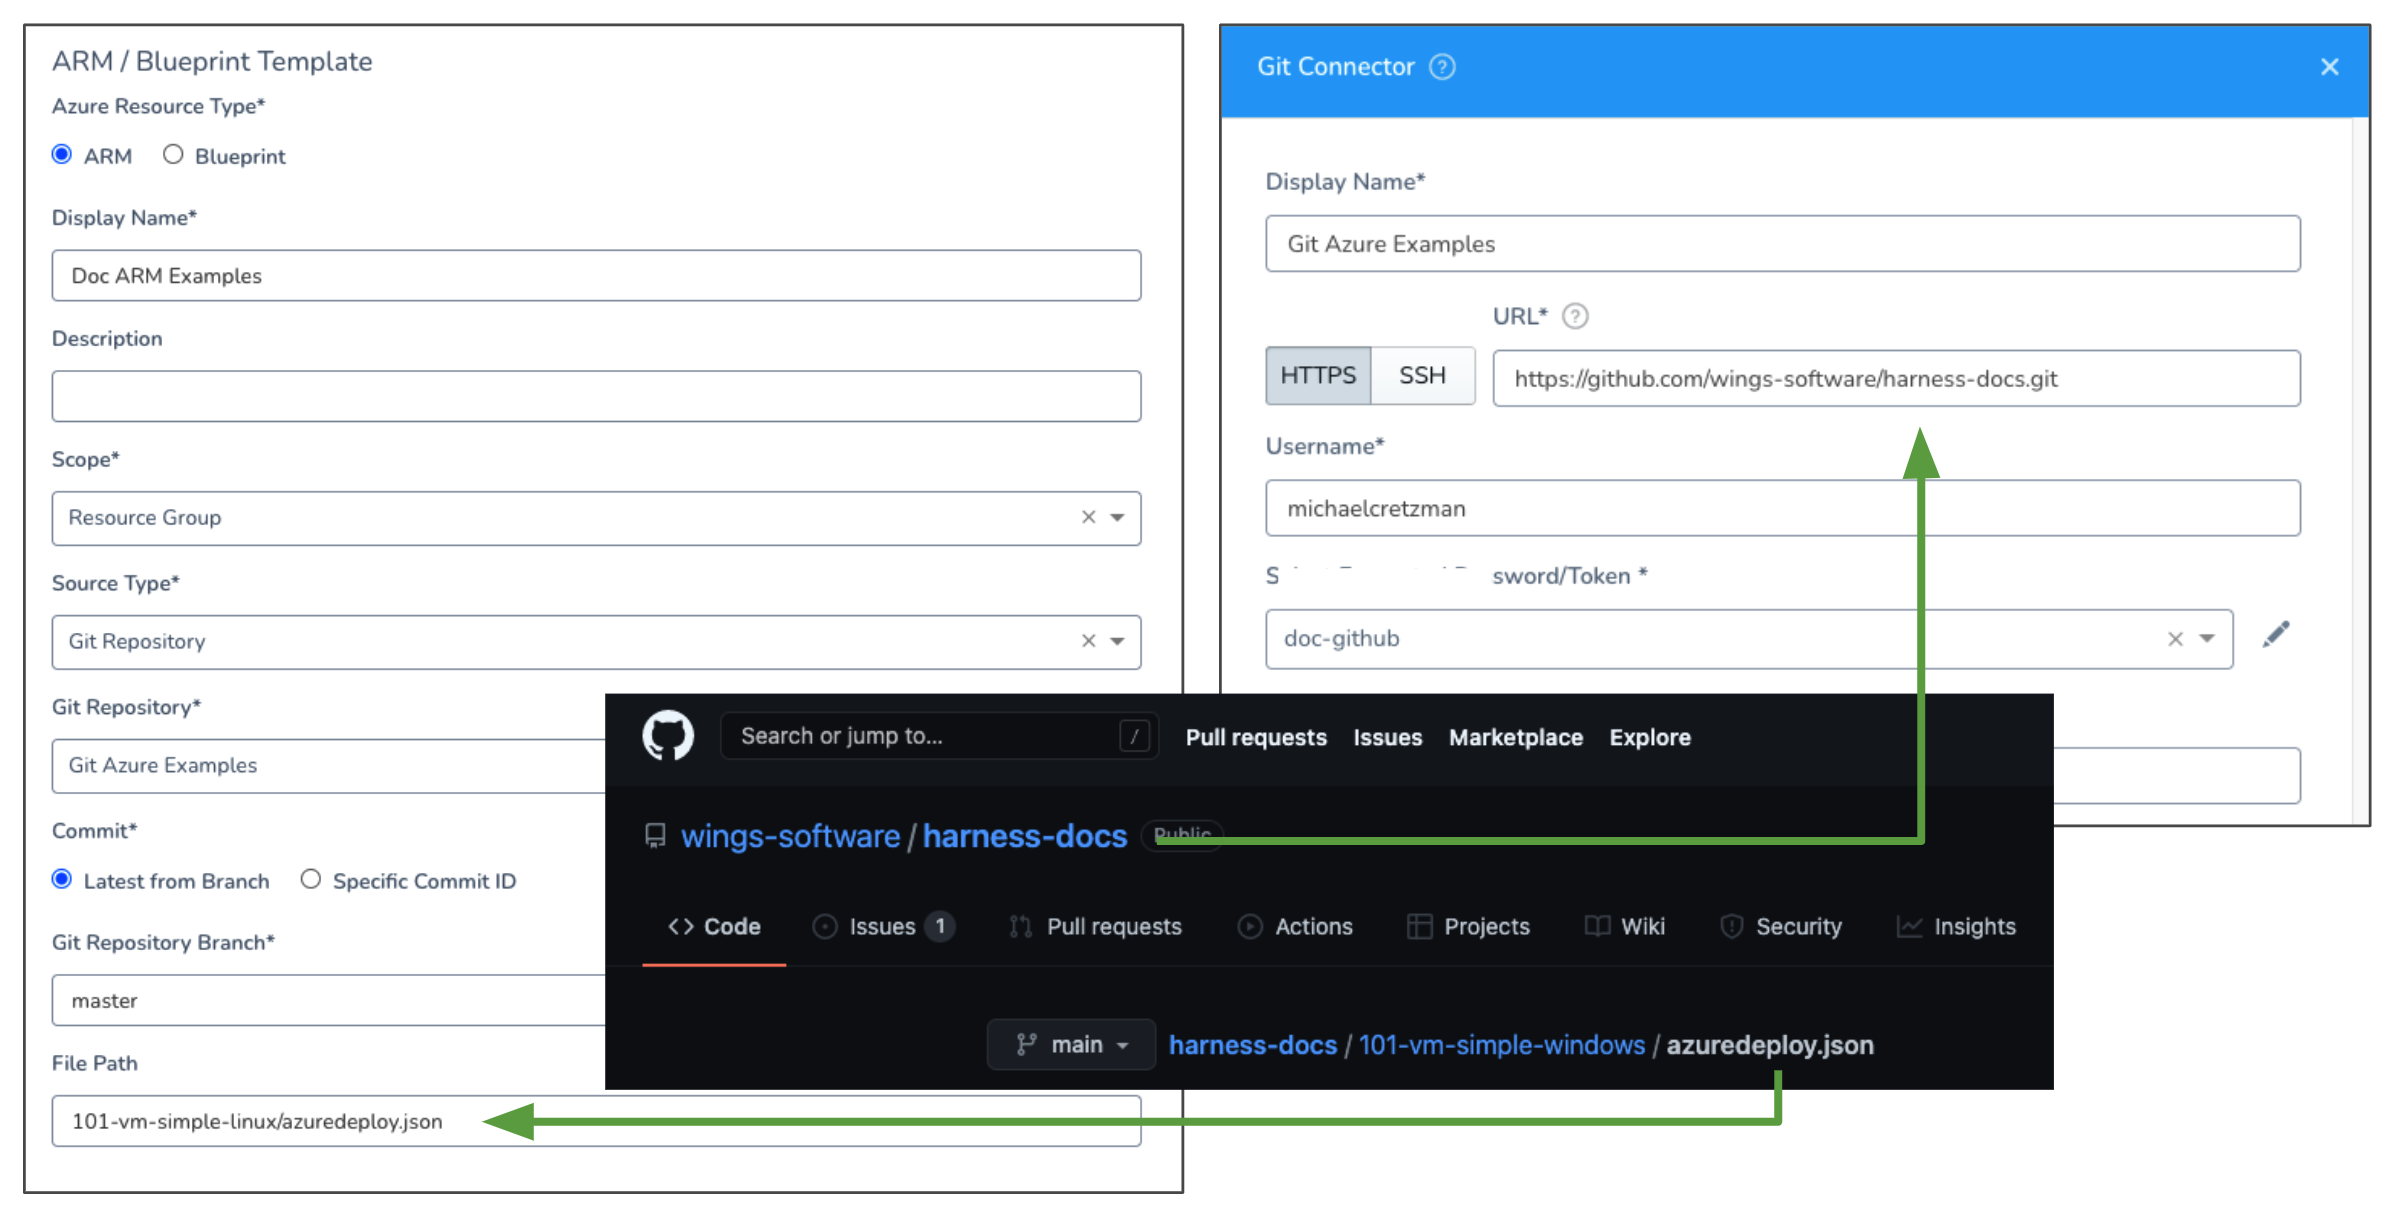 ARM / Blueprint Template
Azure Resource Type*
ARM Blueprint
Display Name*
Doc ARM Examples
Description
Scope*
Resource Group
Source Type*
Git Repository
Git Repository*
Git Azure Examples
Commit*
Latest from Branch Specific Commit ID
Git Repository Branch*
master
File Path
101-vm-simple-linux/azuredeploy.json
Git Connector ?
Display Name*
Git Azure Examples
URL* ?
HTTPS SSH https://github.com/wings-software/harness-docs.git
Username*
michaelcretzman
sword/Token *
doc-github
Search or jump to... / Pull requests Issues Marketplace Explore
wings-software / harness-docs Public
<> Code Issues 1 Pull requests Actions Projects Wiki Security Insights
main harness-docs / 101-vm-simple-windows / azuredeploy.json